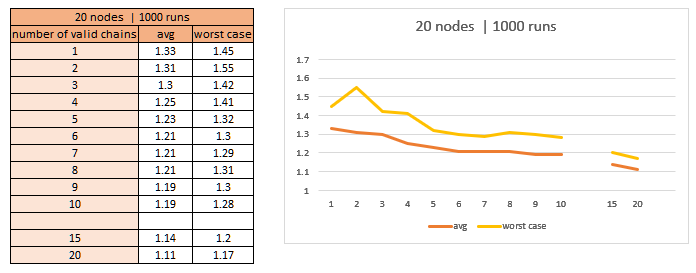 20 nodes | 1000 runs
number of valid chains avg worst case
1 1.33 1.45
2 1.31 1.55
3 1.3 1.42
4 1.25 1.41
5 1.23 1.32
6 1.21 1.3
7 1.21 1.29
8 1.21 1.31
9 1.19 1.3
10 1.19 1.28
15 1.14 1.2
20 1.11 1.17
20 nodes | 1000 runs
1.7
1.6
1.5
1.4
1.3
1.2
1.1
1
1 2 3 4 5 6 7 8 9 10 15 20
avg worst case